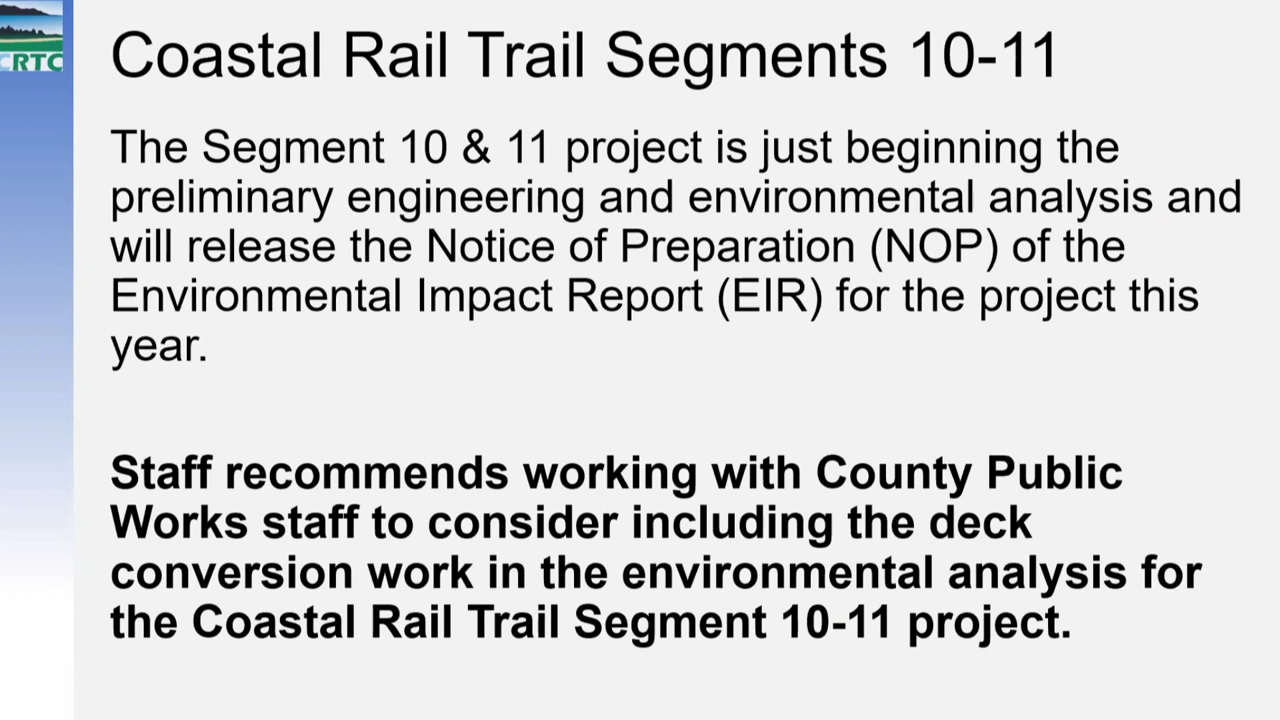 CRTC
Coastal Rail Trail Segments 10-11
The Segment 10 & 11 project is just beginning the
preliminary engineering and environmental analysis and
will release the Notice of Preparation (NOP) of the
Environmental Impact Report (EIR) for the project this
year.
Staff recommends working with County Public
Works staff to consider including the deck
conversion work in the environmental analysis for
the Coastal Rail Trail Segment 10-11 project.